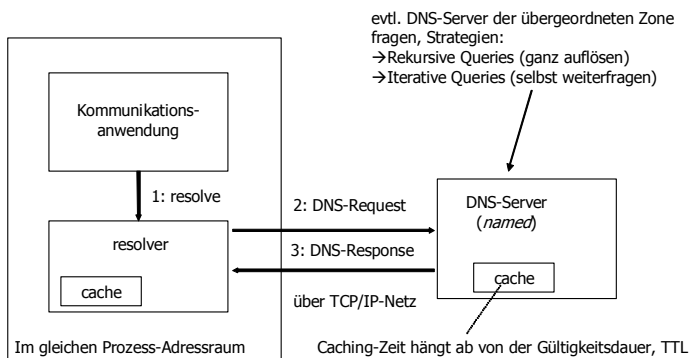 evtl. DNS-Server der übergeordneten Zone
fragen, Strategien:
→Rekursive Queries (ganz auflösen)
→Iterative Queries (selbst weiterfragen)
Kommunikations-
anwendung
1: resolve
2: DNS-Request
DNS-Server
(named)
resolver
3: DNS-Response
cache
cache
über TCP/IP-Netz
Im gleichen Prozess-Adressraum
Caching-Zeit hängt ab von der Gültigkeitsdauer, TTL